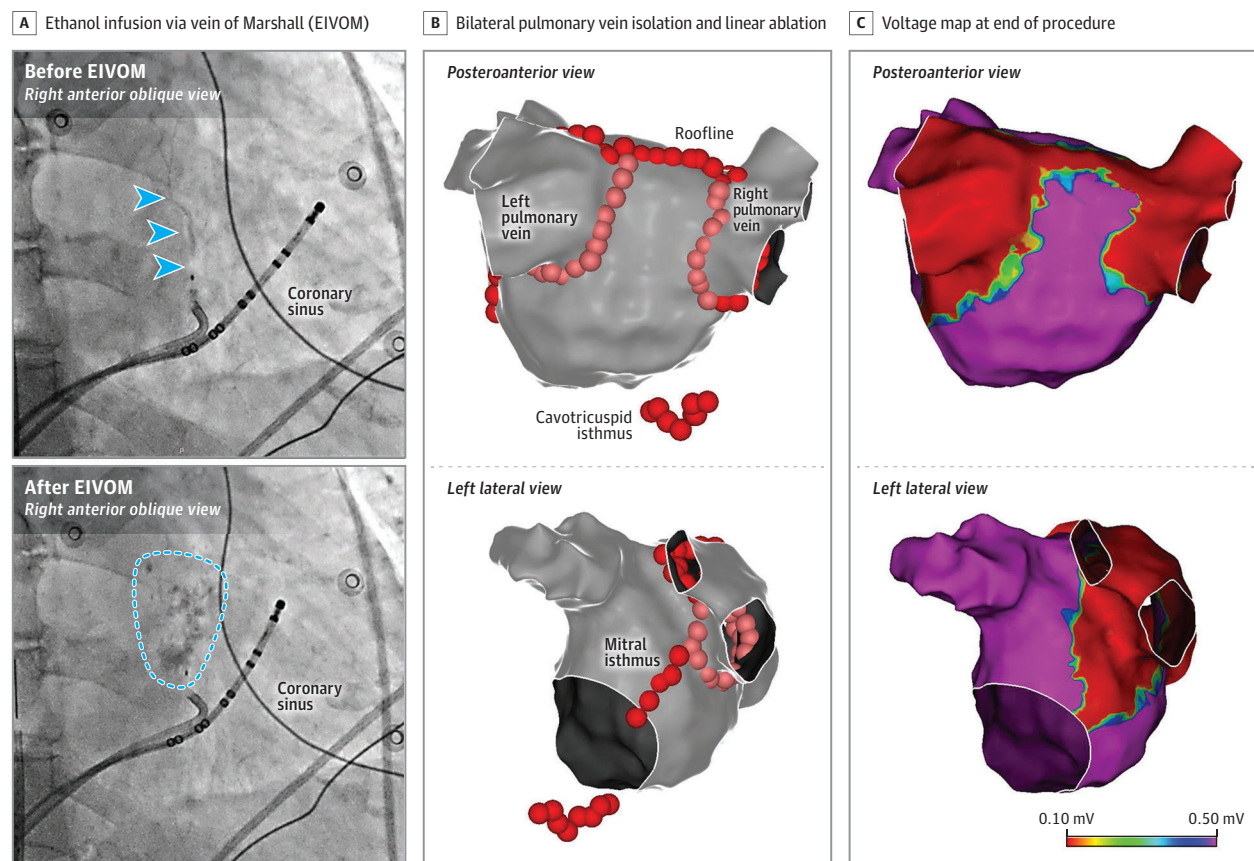 A Ethanol infusion via vein of Marshall (EIVOM)
Before EIVOM
Right anterior oblique view
Coronary
sinus
After EIVOM
Right anterior oblique view
Coronary
sinus
B Bilateral pulmonary vein isolation and linear ablation
Posteroanterior view
Roofline
Left
pulmonary
vein
Right
pulmonary
vein
Cavotricuspid
isthmus
Left lateral view
Mitral
isthmus
C Voltage map at end of procedure
Posteroanterior view
Left lateral view
0.10 mV 0.50 mV